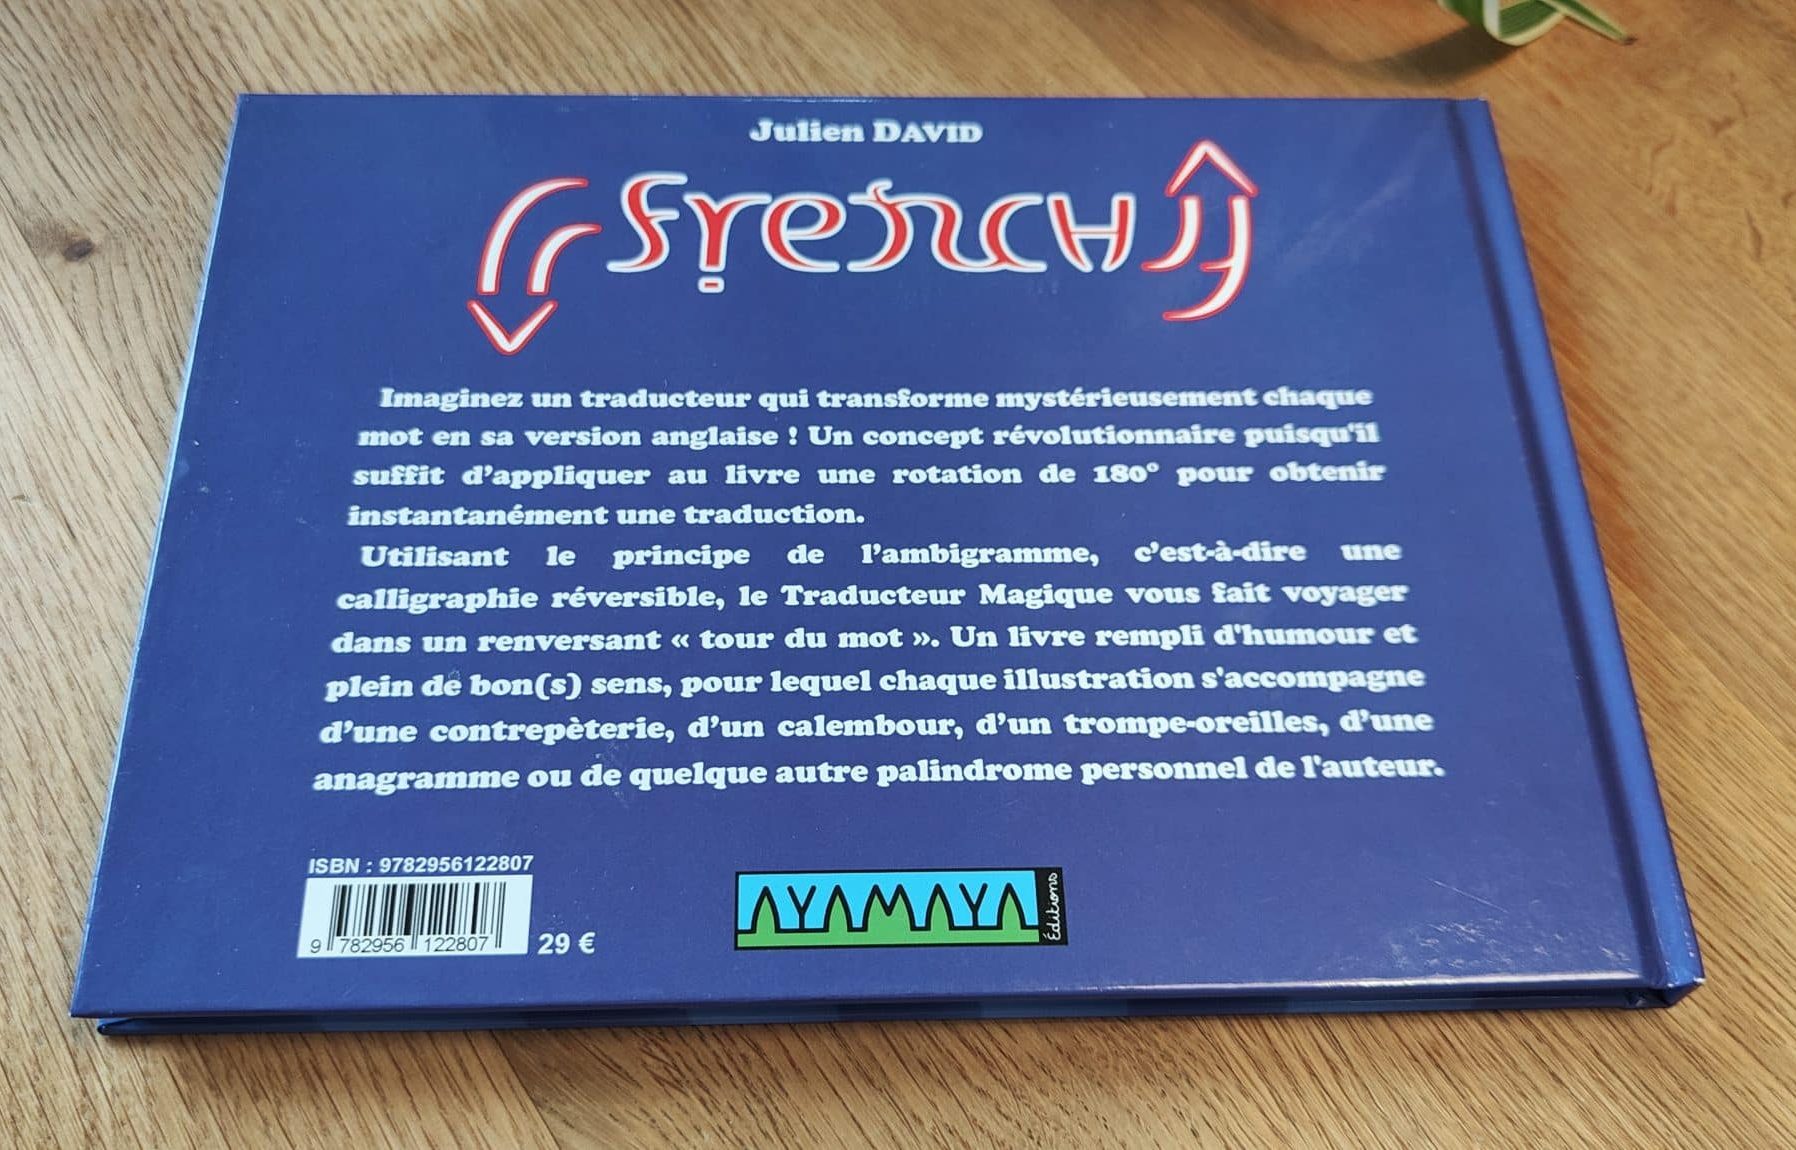 Julien DAVID
french
Imaginez un traducteur qui transforme mystérieusement chaque
mot en sa version anglaise ! Un concept révolutionnaire puisqu'il
suffit d’appliquer au livre une rotation de 180° pour obtenir
instantanément une traduction.
Utilisant le principe de l’ambigramme, c’est-à-dire une
calligraphie réversible, le Traducteur Magique vous fait voyager
dans un renversant « tour du mot ». Un livre rempli d'humour et
plein de bon(s) sens, pour lequel chaque illustration s'accompagne
d’une contrepèterie, d’un calembour, d’un trompe-oreilles, d’une
anagramme ou de quelque autre palindrome personnel de l'auteur.
ISBN : 9782956122807
9 782956 122807
29 €
AYAMAYA
Éditions